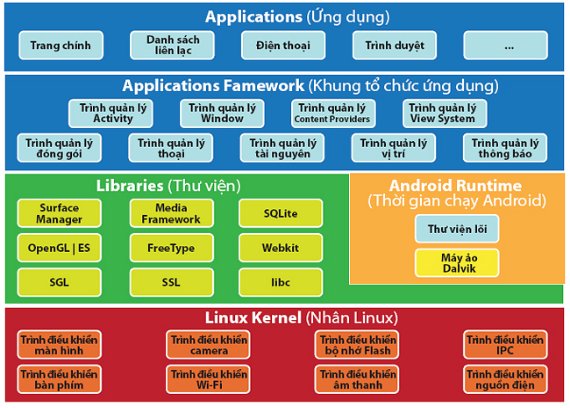 Applications (Ứng dụng)
Trang chính
Danh sách
liên lạc
Điện thoại
Trình duyệt
...
Applications Famework (Khung tổ chức ứng dụng)
Trình quản lý
Activity
Trình quản lý
Window
Trình quản lý
Content Providers
Trình quản lý
View System
Trình quản lý
đóng gói
Trình quản lý
thoại
Trình quản lý
tài nguyên
Trình quản lý
vị trí
Trình quản lý
thông báo
Libraries (Thư viện)
Surface
Manager
Media
Framework
SQLite
OpenGL | ES
FreeType
Webkit
SGL
SSL
libc
Android Runtime
(Thời gian chạy Android)
Thư viện lõi
Máy ảo
Dalvik
Linux Kernel (Nhân Linux)
Trình điều khiển
màn hình
Trình điều khiển
camera
Trình điều khiển
bộ nhớ Flash
Trình điều khiển
IPC
Trình điều khiển
bàn phím
Trình điều khiển
Wi-Fi
Trình điều khiển
âm thanh
Trình điều khiển
nguồn điện